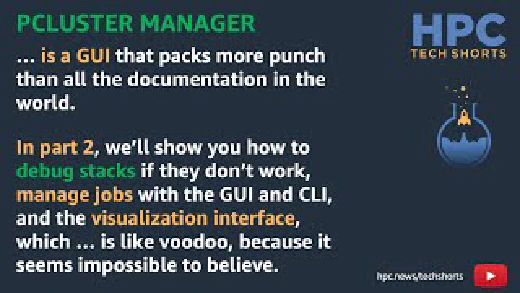 PCLUSTER MANAGER
... is a GUI that packs more punch
than all the documentation in the
world.
In part 2, we'll show you how to
debug stacks if they don't work,
manage jobs with the GUI and CLI,
and the visualization interface,
which ... is like voodoo, because it
seems impossible to believe.
HPC
TECH SHORTS
hpc.news/techshorts